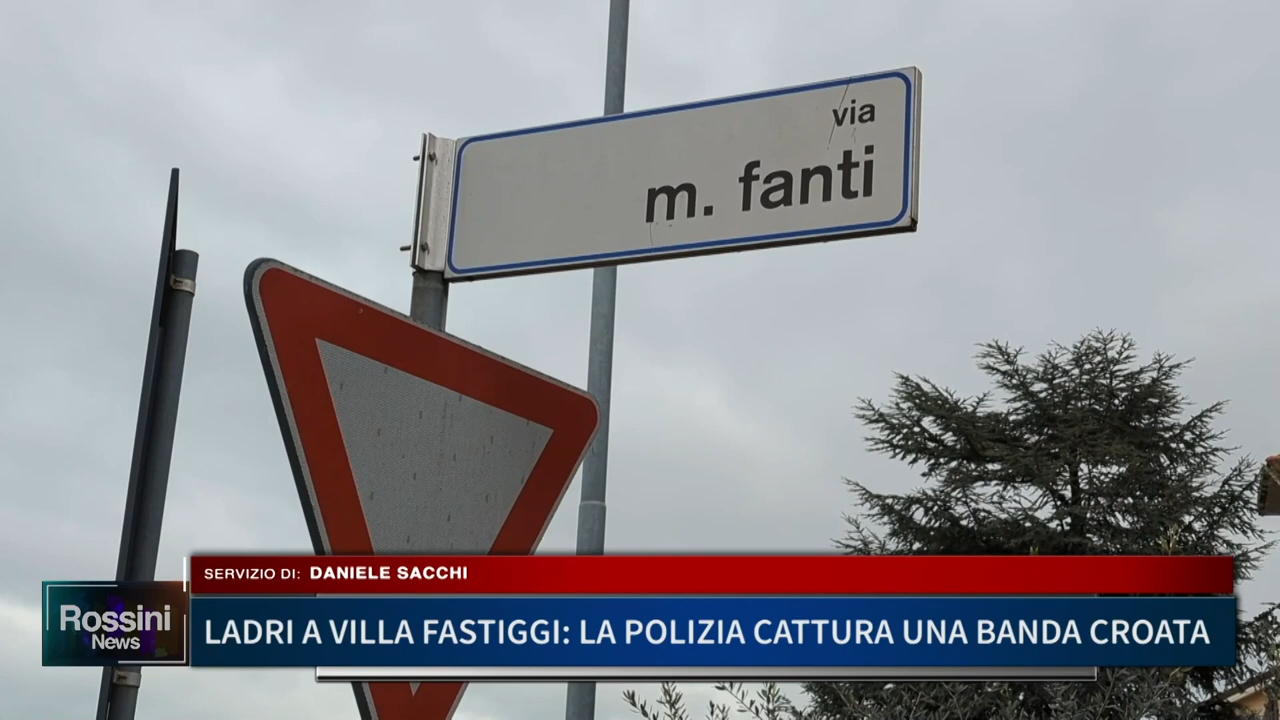 via
m. fanti
SERVIZIO DI: DANIELE SACCHI
Rossini
News
LADRI A VILLA FASTIGGI: LA POLIZIA CATTURA UNA BANDA CROATA